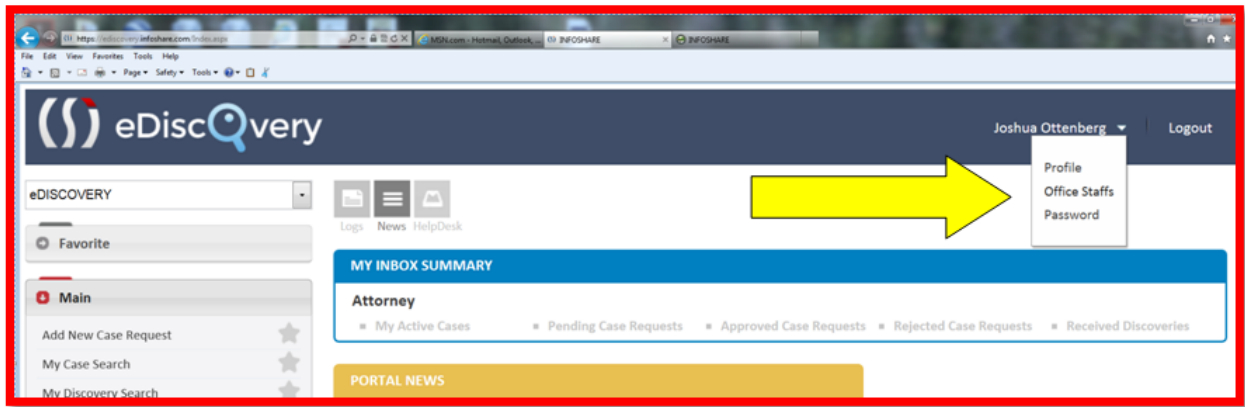 https://ediscovery.infoshare.com/Index.aspx
MSN.com - Hotmail, Outlook, ...
INFOSHARE
INFOSHARE
File Edit View Favorites Tools Help
Page Safety Tools
eDiscovery
Joshua Ottenberg
Logout
Profile
Office Staffs
Password
eDISCOVERY
Logs News HelpDesk
Favorite
MY INBOX SUMMARY
Main
Attorney
My Active Cases Pending Case Requests Approved Case Requests Rejected Case Requests Received Discoveries
Add New Case Request
My Case Search
PORTAL NEWS
My Discovery Search